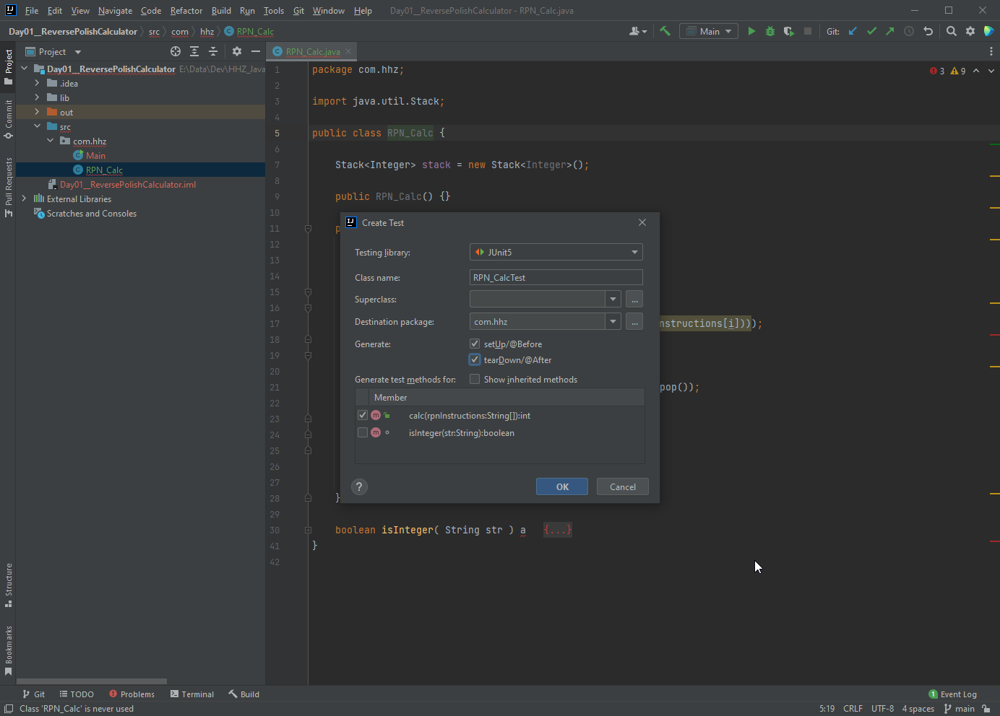 File Edit View Navigate Code Refactor Build Run Tools Git Window Help Day01__ReversePolishCalculator - RPN_Calc.java
Day01__ReversePolishCalculator src com hhz RPN_Calc Main Git:
Project RPN_Calc.java
Project
Commit
Pull Requests
Structure
Bookmarks
Day01__ReversePolishCalculator E:\Data\Dev\HHZ_Java
.idea
lib
out
src
com.hhz
Main
RPN_Calc
Day01__ReversePolishCalculator.iml
External Libraries
Scratches and Consoles
3 9
1 package com.hhz;
2
3 import java.util.Stack;
4
5 public class RPN_Calc {
6
7 Stack<Integer> stack = new Stack<Integer>();
8
9 public RPN_Calc() {}
10
11 p
12
13
14
15
16
17 nstructions[i])));
18
19
20
21 pop());
22
23
24
25
26
27
28 }
29
30 boolean isInteger( String str ) a {...}
41 }
42
Create Test
Testing library: JUnit5
Class name: RPN_CalcTest
Superclass: ...
Destination package: com.hhz ...
Generate: setUp/@Before
tearDown/@After
Generate test methods for: Show inherited methods
Member
calc(rpnInstructions:String[]):int
isInteger(str:String):boolean
? OK Cancel
Git TODO Problems Terminal Build 1 Event Log
Class 'RPN_Calc' is never used 5:19 CRLF UTF-8 4 spaces main